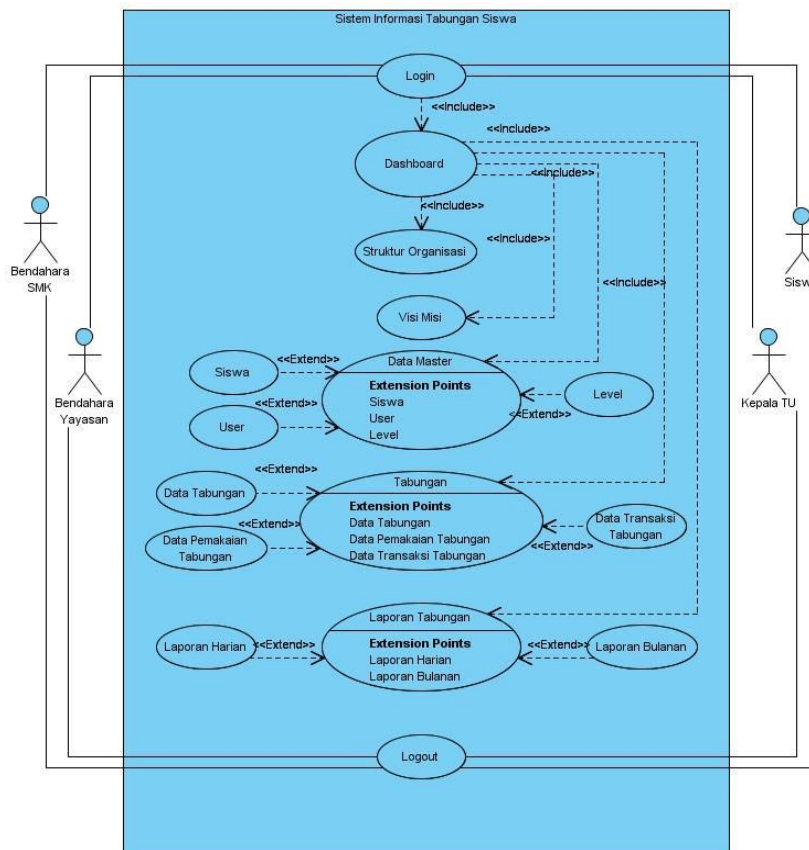 Sistem Informasi Tabungan Siswa
Login
<<Include>>
<<Include>>
Dashboard
<<Include>>
<<Include>>
Struktur Organisasi
<<Include>>
<<Include>>
Bendahara
SMK
Visi Misi
Bendahara
Yayasan
Kepala TU
Siswa
<<Extend>>
User
<<Extend>>
Data Master
Extension Points
Siswa
User
Level
Level
<<Extend>>
Data Tabungan
<<Extend>>
Data Pemakaian
Tabungan
<<Extend>>
Tabungan
Extension Points
Data Tabungan
Data Pemakaian Tabungan
Data Transaksi Tabungan
Data Transaksi
Tabungan
<<Extend>>
Laporan Harian
<<Extend>>
Laporan Tabungan
Extension Points
Laporan Harian
Laporan Bulanan
<<Extend>>
Laporan Bulanan
Logout